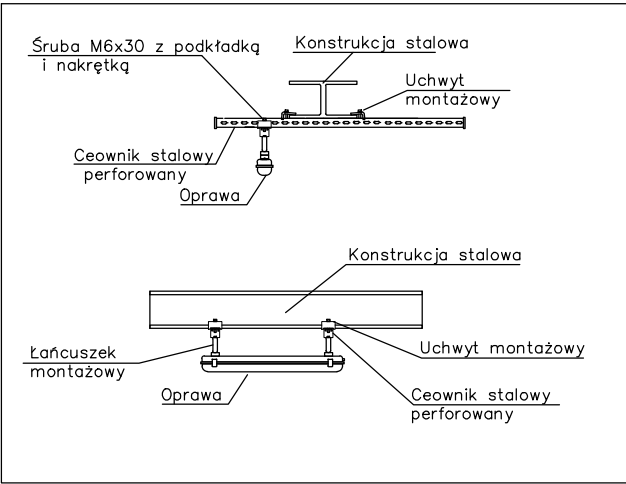 Śruba M6x30 z podkładką
i nakrętką
Konstrukcja stalowa
Uchwyt
montażowy
Ceownik stalowy
perforowany
Oprawa
Konstrukcja stalowa
Łańcuszek
montażowy
Uchwyt montażowy
Oprawa
Ceownik stalowy
perforowany